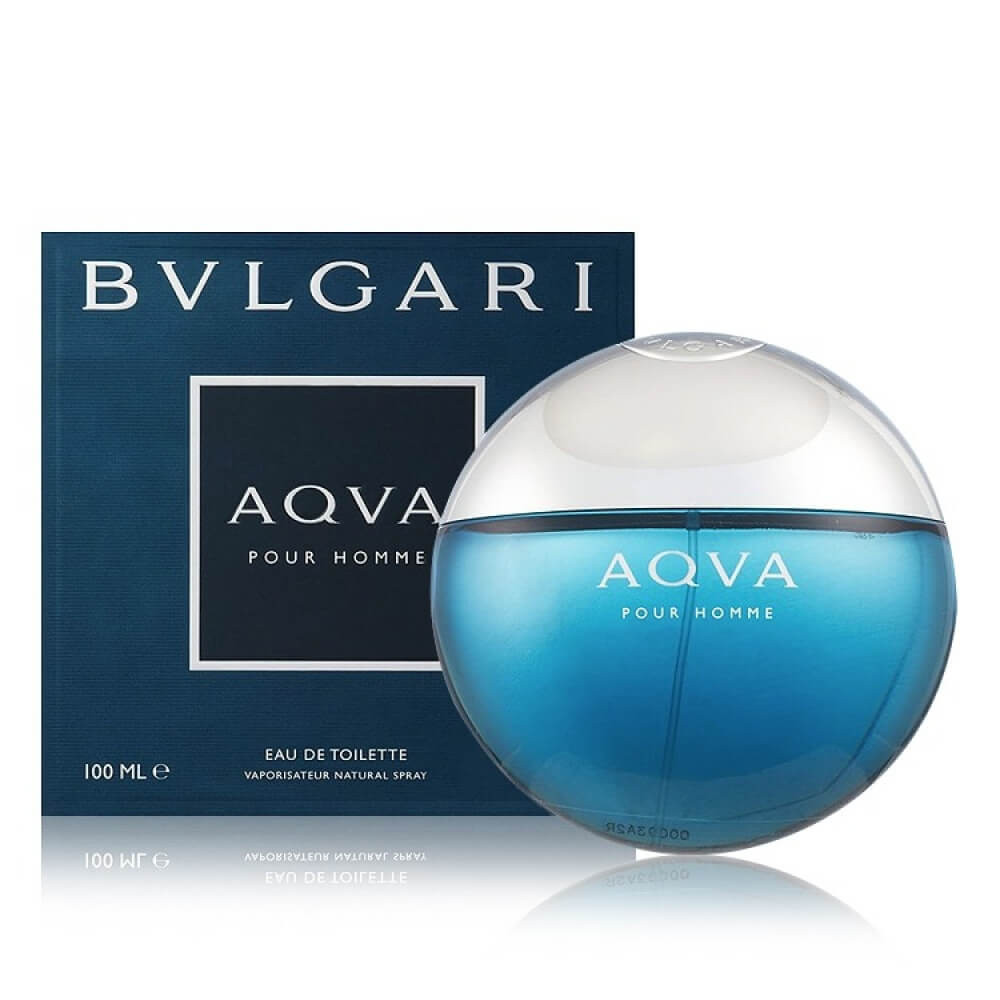 BVLGARI
AQVA
POUR HOMME
EAU DE TOILETTE
VAPORISATEUR NATURAL SPRAY
100 ML e
AQVA
POUR HOMME